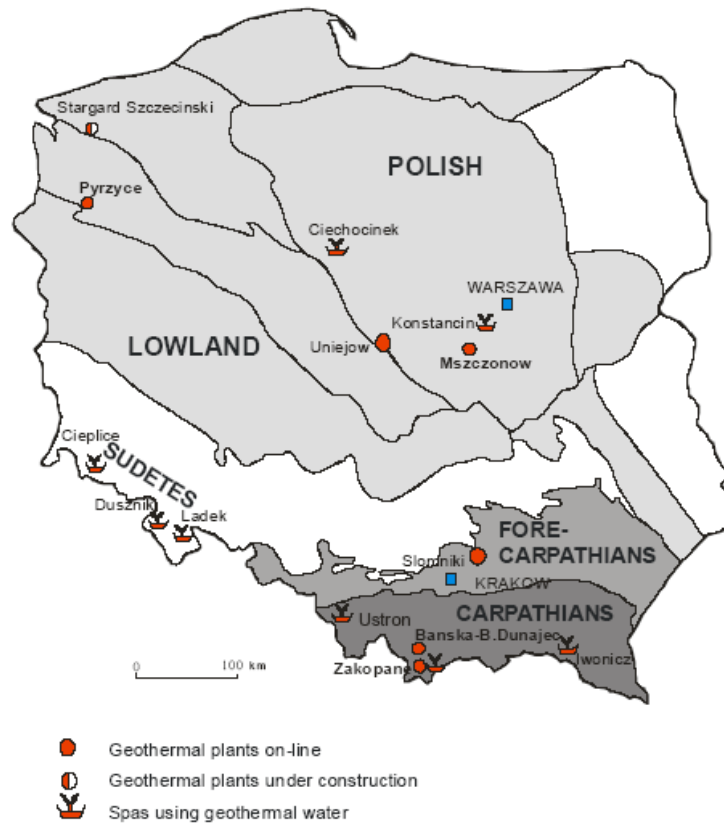 Stargard Szczecinski
Pyrzyce
POLISH
Ciechocinek
WARSZAWA
Konstancin
LOWLAND
Uniejow
Mszczonow
Cieplice
SUDETES
Dusznik
Ladek
FORE-
CARPATHIANS
Slomniki
KRAKOW
CARPATHIANS
Ustron
Banska-B.Dunajec
Iwonicz
Zakopane
0 100 km
Geothermal plants on-line
Geothermal plants under construction
Spas using geothermal water